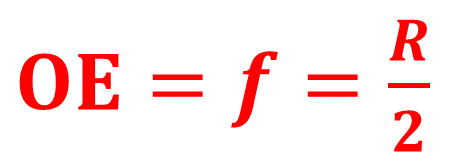 OE = f = R/2